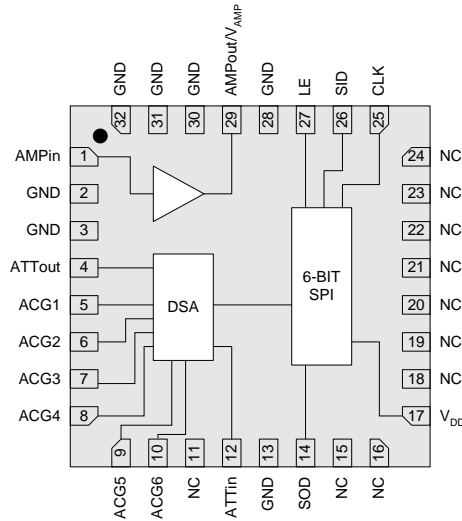 GND
GND
GND
AMPout/VAMP
GND
LE
SID
CLK
32
31
30
29
28
27
26
25
AMPin 1
GND 2
GND 3
ATTout 4
ACG1 5
ACG2 6
ACG3 7
ACG4 8
DSA
6-BIT
SPI
24 NC
23 NC
22 NC
21 NC
20 NC
19 NC
18 NC
17 VDD
9
10
11
12
13
14
15
16
ACG5
ACG6
NC
ATTin
GND
SOD
NC
NC